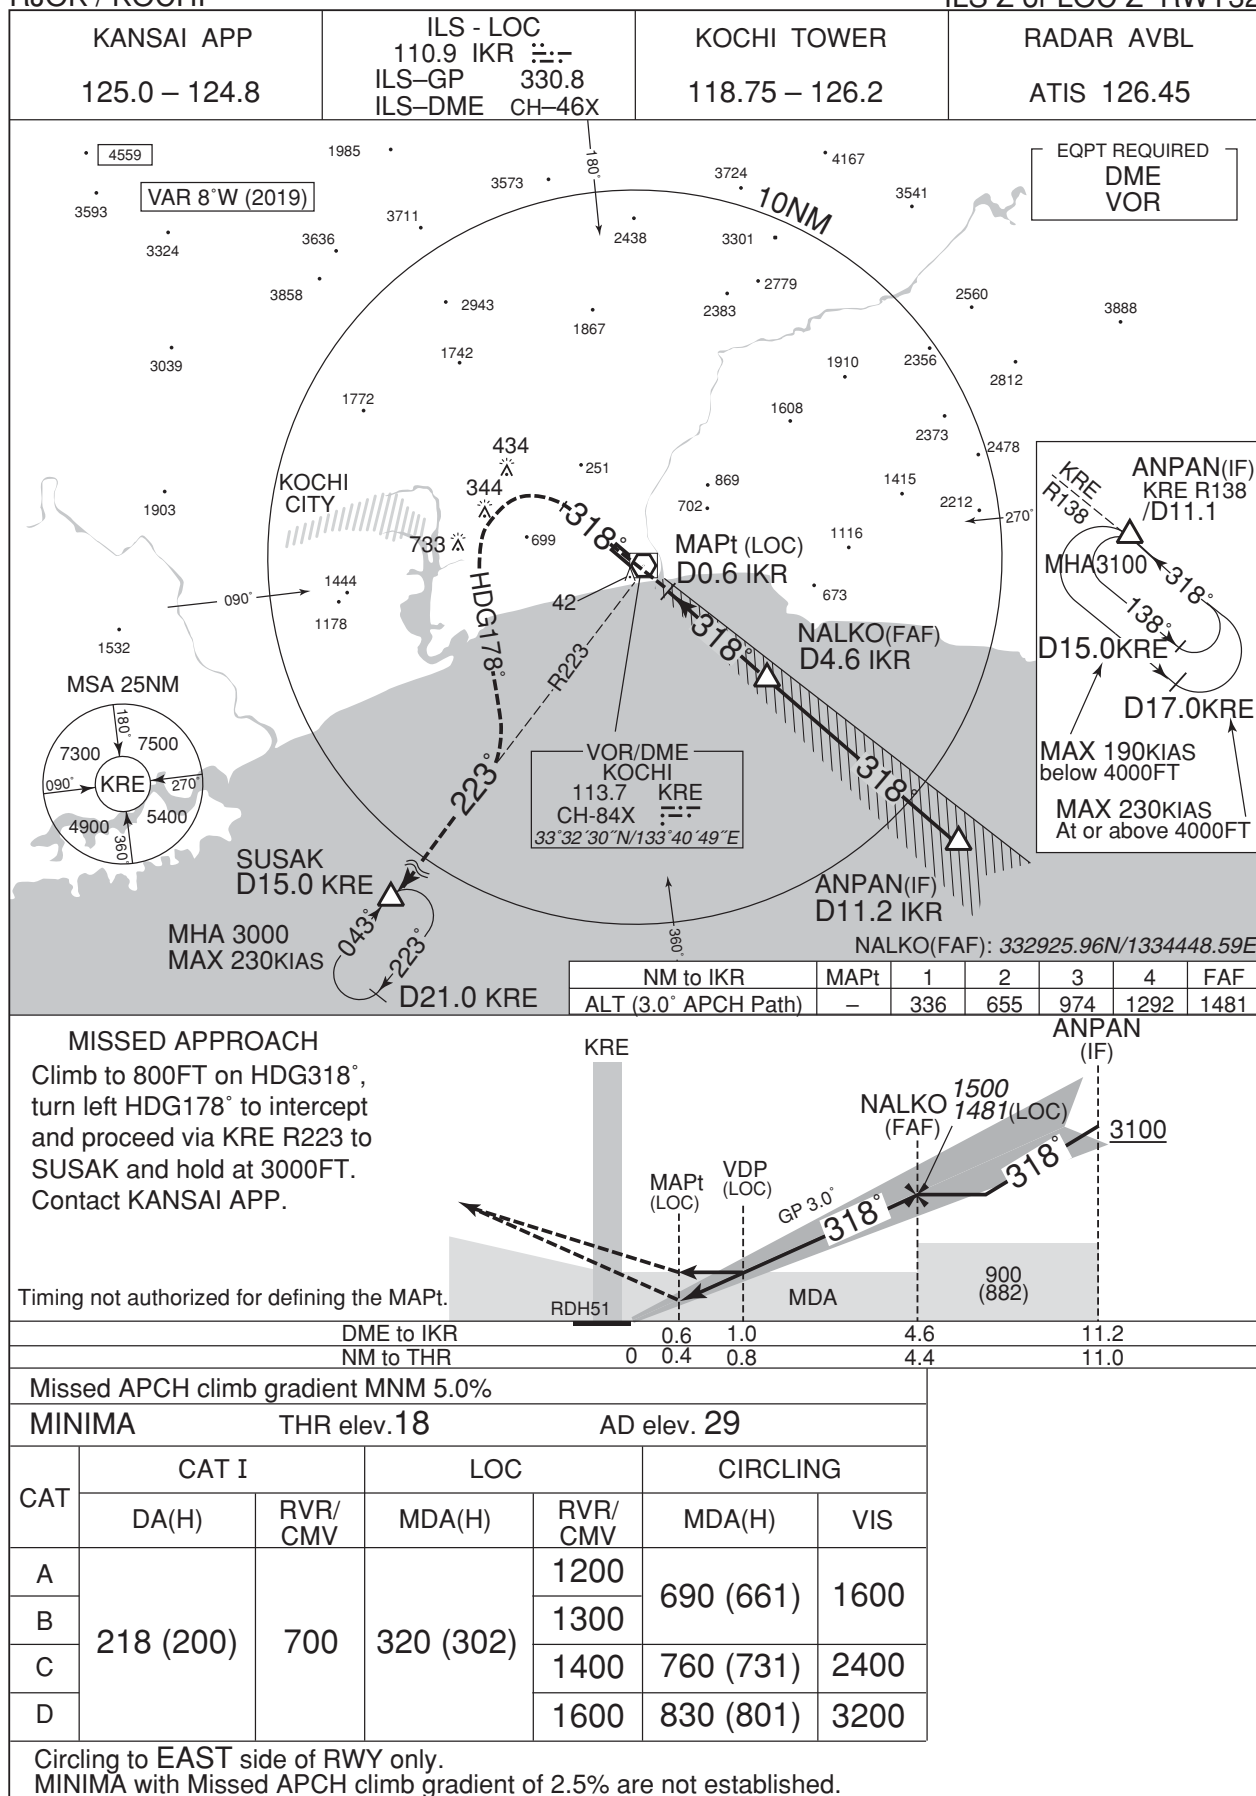 RJOK / KOCHI
ILS Z or LOC Z RWY32
KANSAI APP
125.0 – 124.8
ILS - LOC
110.9 IKR
ILS–GP 330.8
ILS–DME CH–46X
KOCHI TOWER
118.75 – 126.2
RADAR AVBL
ATIS 126.45
4559
1985
4167
EQPT REQUIRED
DME
VOR
180°
3573
3724
3541
3593
VAR 8°W (2019)
10NM
3711
3324
3636
2438
3301
3858
2943
2779
2383
2560
3888
1867
3039
1742
1910
2356
2812
1772
1608
2373
2478
434
KOCHI
CITY
344
251
869
1415
ANPAN(IF)
KRE R138
/D11.1
KRE
R138
1903
702
2212
270°
733
699
318°
MAPt (LOC)
D0.6 IKR
1116
MHA3100
318°
1444
090°
1178
42
HDG178°
673
138°
1532
318°
NALKO(FAF)
D4.6 IKR
D15.0KRE
MSA 25NM
R223
D17.0KRE
180°
7300
7500
090°
KRE
270°
4900
5400
360°
VOR/DME
KOCHI
113.7 KRE
CH-84X
33°32′30″N/133°40′49″E
318°
MAX 190KIAS
below 4000FT
MAX 230KIAS
At or above 4000FT
223°
SUSAK
D15.0 KRE
ANPAN(IF)
D11.2 IKR
043°
223°
MHA 3000
MAX 230KIAS
360°
NALKO(FAF): 332925.96N/1334448.59E
D21.0 KRE
NM to IKR MAPt 1 2 3 4 FAF
ALT (3.0° APCH Path) – 336 655 974 1292 1481
MISSED APPROACH
Climb to 800FT on HDG318°,
turn left HDG178° to intercept
and proceed via KRE R223 to
SUSAK and hold at 3000FT.
Contact KANSAI APP.
Timing not authorized for defining the MAPt.
KRE
ANPAN
(IF)
NALKO
(FAF)
1500
1481(LOC)
3100
318°
MAPt
(LOC)
VDP
(LOC)
GP 3.0°
318°
900
(882)
MDA
RDH51
DME to IKR 0.6 1.0 4.6 11.2
NM to THR 0 0.4 0.8 4.4 11.0
Missed APCH climb gradient MNM 5.0%
MINIMA THR elev.18 AD elev. 29
CAT CAT I LOC CIRCLING
DA(H) RVR/CMV MDA(H) RVR/CMV MDA(H) VIS
A 218 (200) 700 320 (302) 1200 690 (661) 1600
B 1300
C 1400 760 (731) 2400
D 1600 830 (801) 3200
Circling to EAST side of RWY only.
MINIMA with Missed APCH climb gradient of 2.5% are not established.